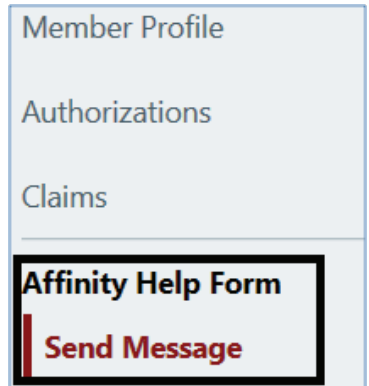 Member Profile
Authorizations
Claims
Affinity Help Form
Send Message